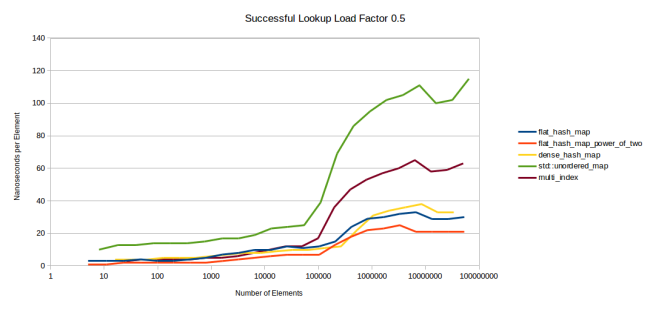 Successful Lookup Load Factor 0.5
140
120
100
80
60
40
20
0
Nanoseconds per Element
1
10
100
1000
10000
100000
1000000
10000000
100000000
Number of Elements
flat_hash_map
flat_hash_map_power_of_two
dense_hash_map
std::unordered_map
multi_index